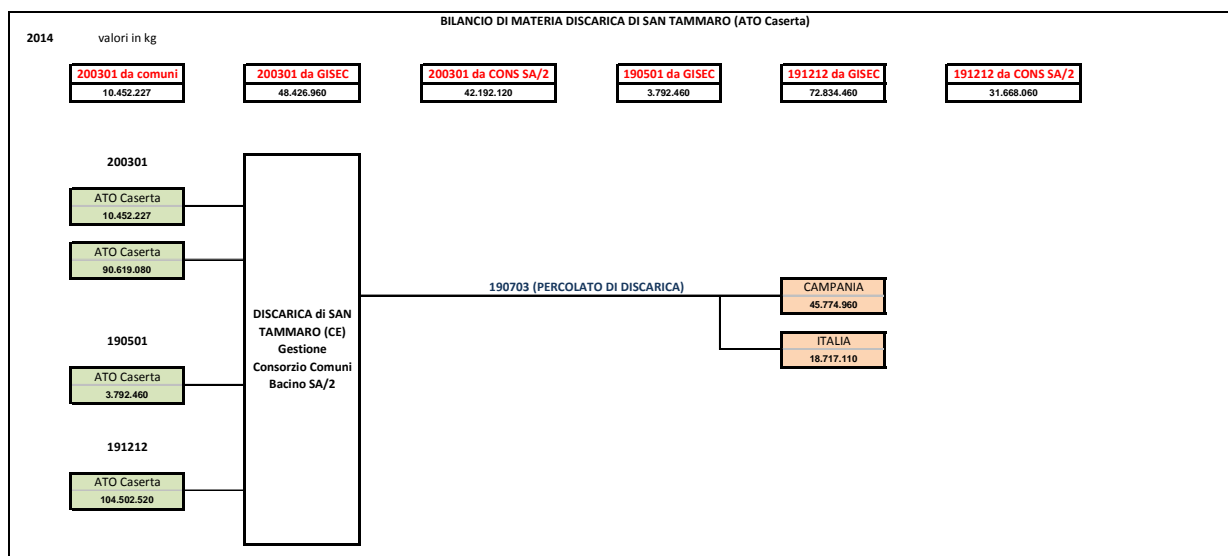 BILANCIO DI MATERIA DISCARICA DI SAN TAMMARO (ATO Caserta)
2014 valori in kg
200301 da comuni
10.452.227
200301 da GISEC
48.426.960
200301 da CONS SA/2
42.192.120
190501 da GISEC
3.792.460
191212 da GISEC
72.834.460
191212 da CONS SA/2
31.668.060
200301
ATO Caserta
10.452.227
ATO Caserta
90.619.080
190501
ATO Caserta
3.792.460
191212
ATO Caserta
104.502.520
DISCARICA di SAN
TAMMARO (CE)
Gestione
Consorzio Comuni
Bacino SA/2
190703 (PERCOLATO DI DISCARICA)
CAMPANIA
45.774.960
ITALIA
18.717.110